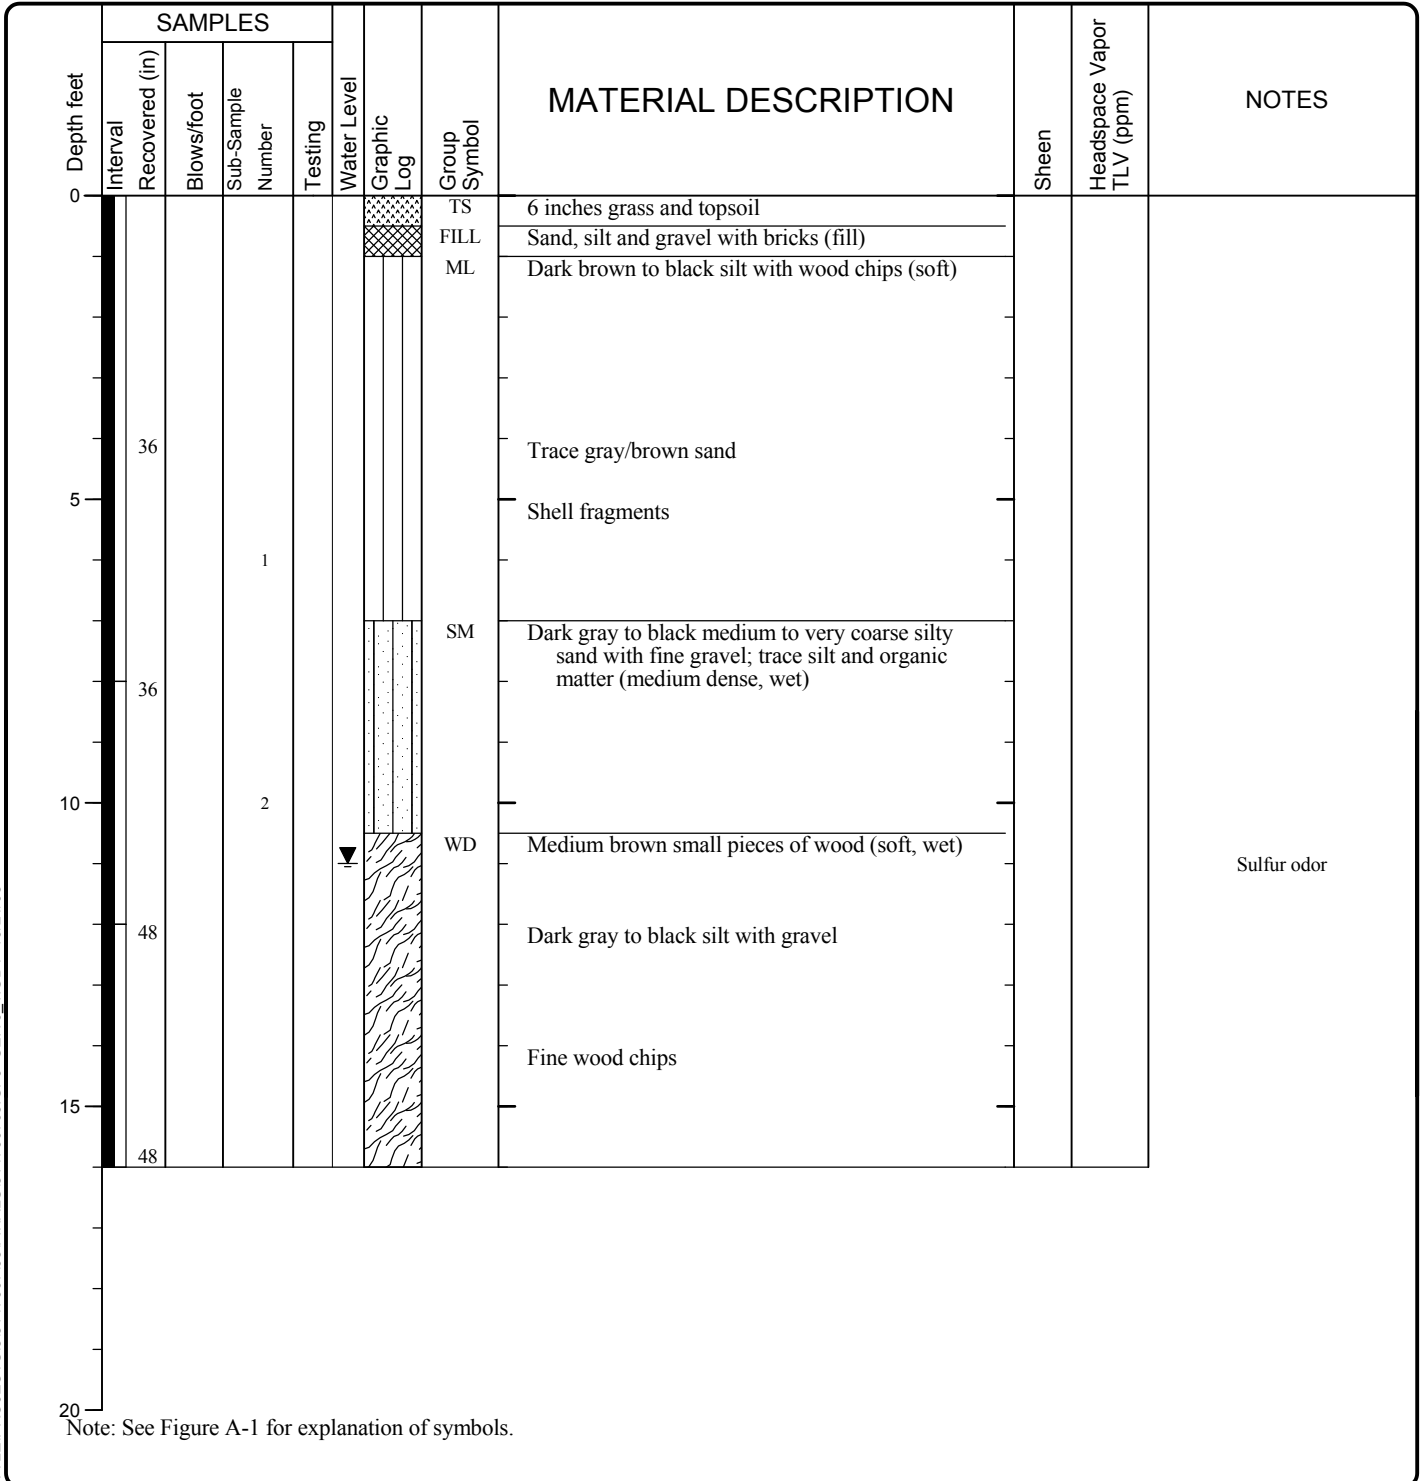 SAMPLES
Depth feet
Interval
Recovered (in)
Blows/foot
Sub-Sample
Number
Testing
Water Level
Graphic
Log
Group
Symbol
MATERIAL DESCRIPTION
Sheen
Headspace Vapor
TLV (ppm)
NOTES
0
TS 6 inches grass and topsoil
FILL Sand, silt and gravel with bricks (fill)
ML Dark brown to black silt with wood chips (soft)
36 Trace gray/brown sand
5
Shell fragments
1
SM Dark gray to black medium to very coarse silty
sand with fine gravel; trace silt and organic
matter (medium dense, wet)
36
10 2
WD Medium brown small pieces of wood (soft, wet)
Sulfur odor
48 Dark gray to black silt with gravel
Fine wood chips
15
48
20
Note: See Figure A-1 for explanation of symbols.